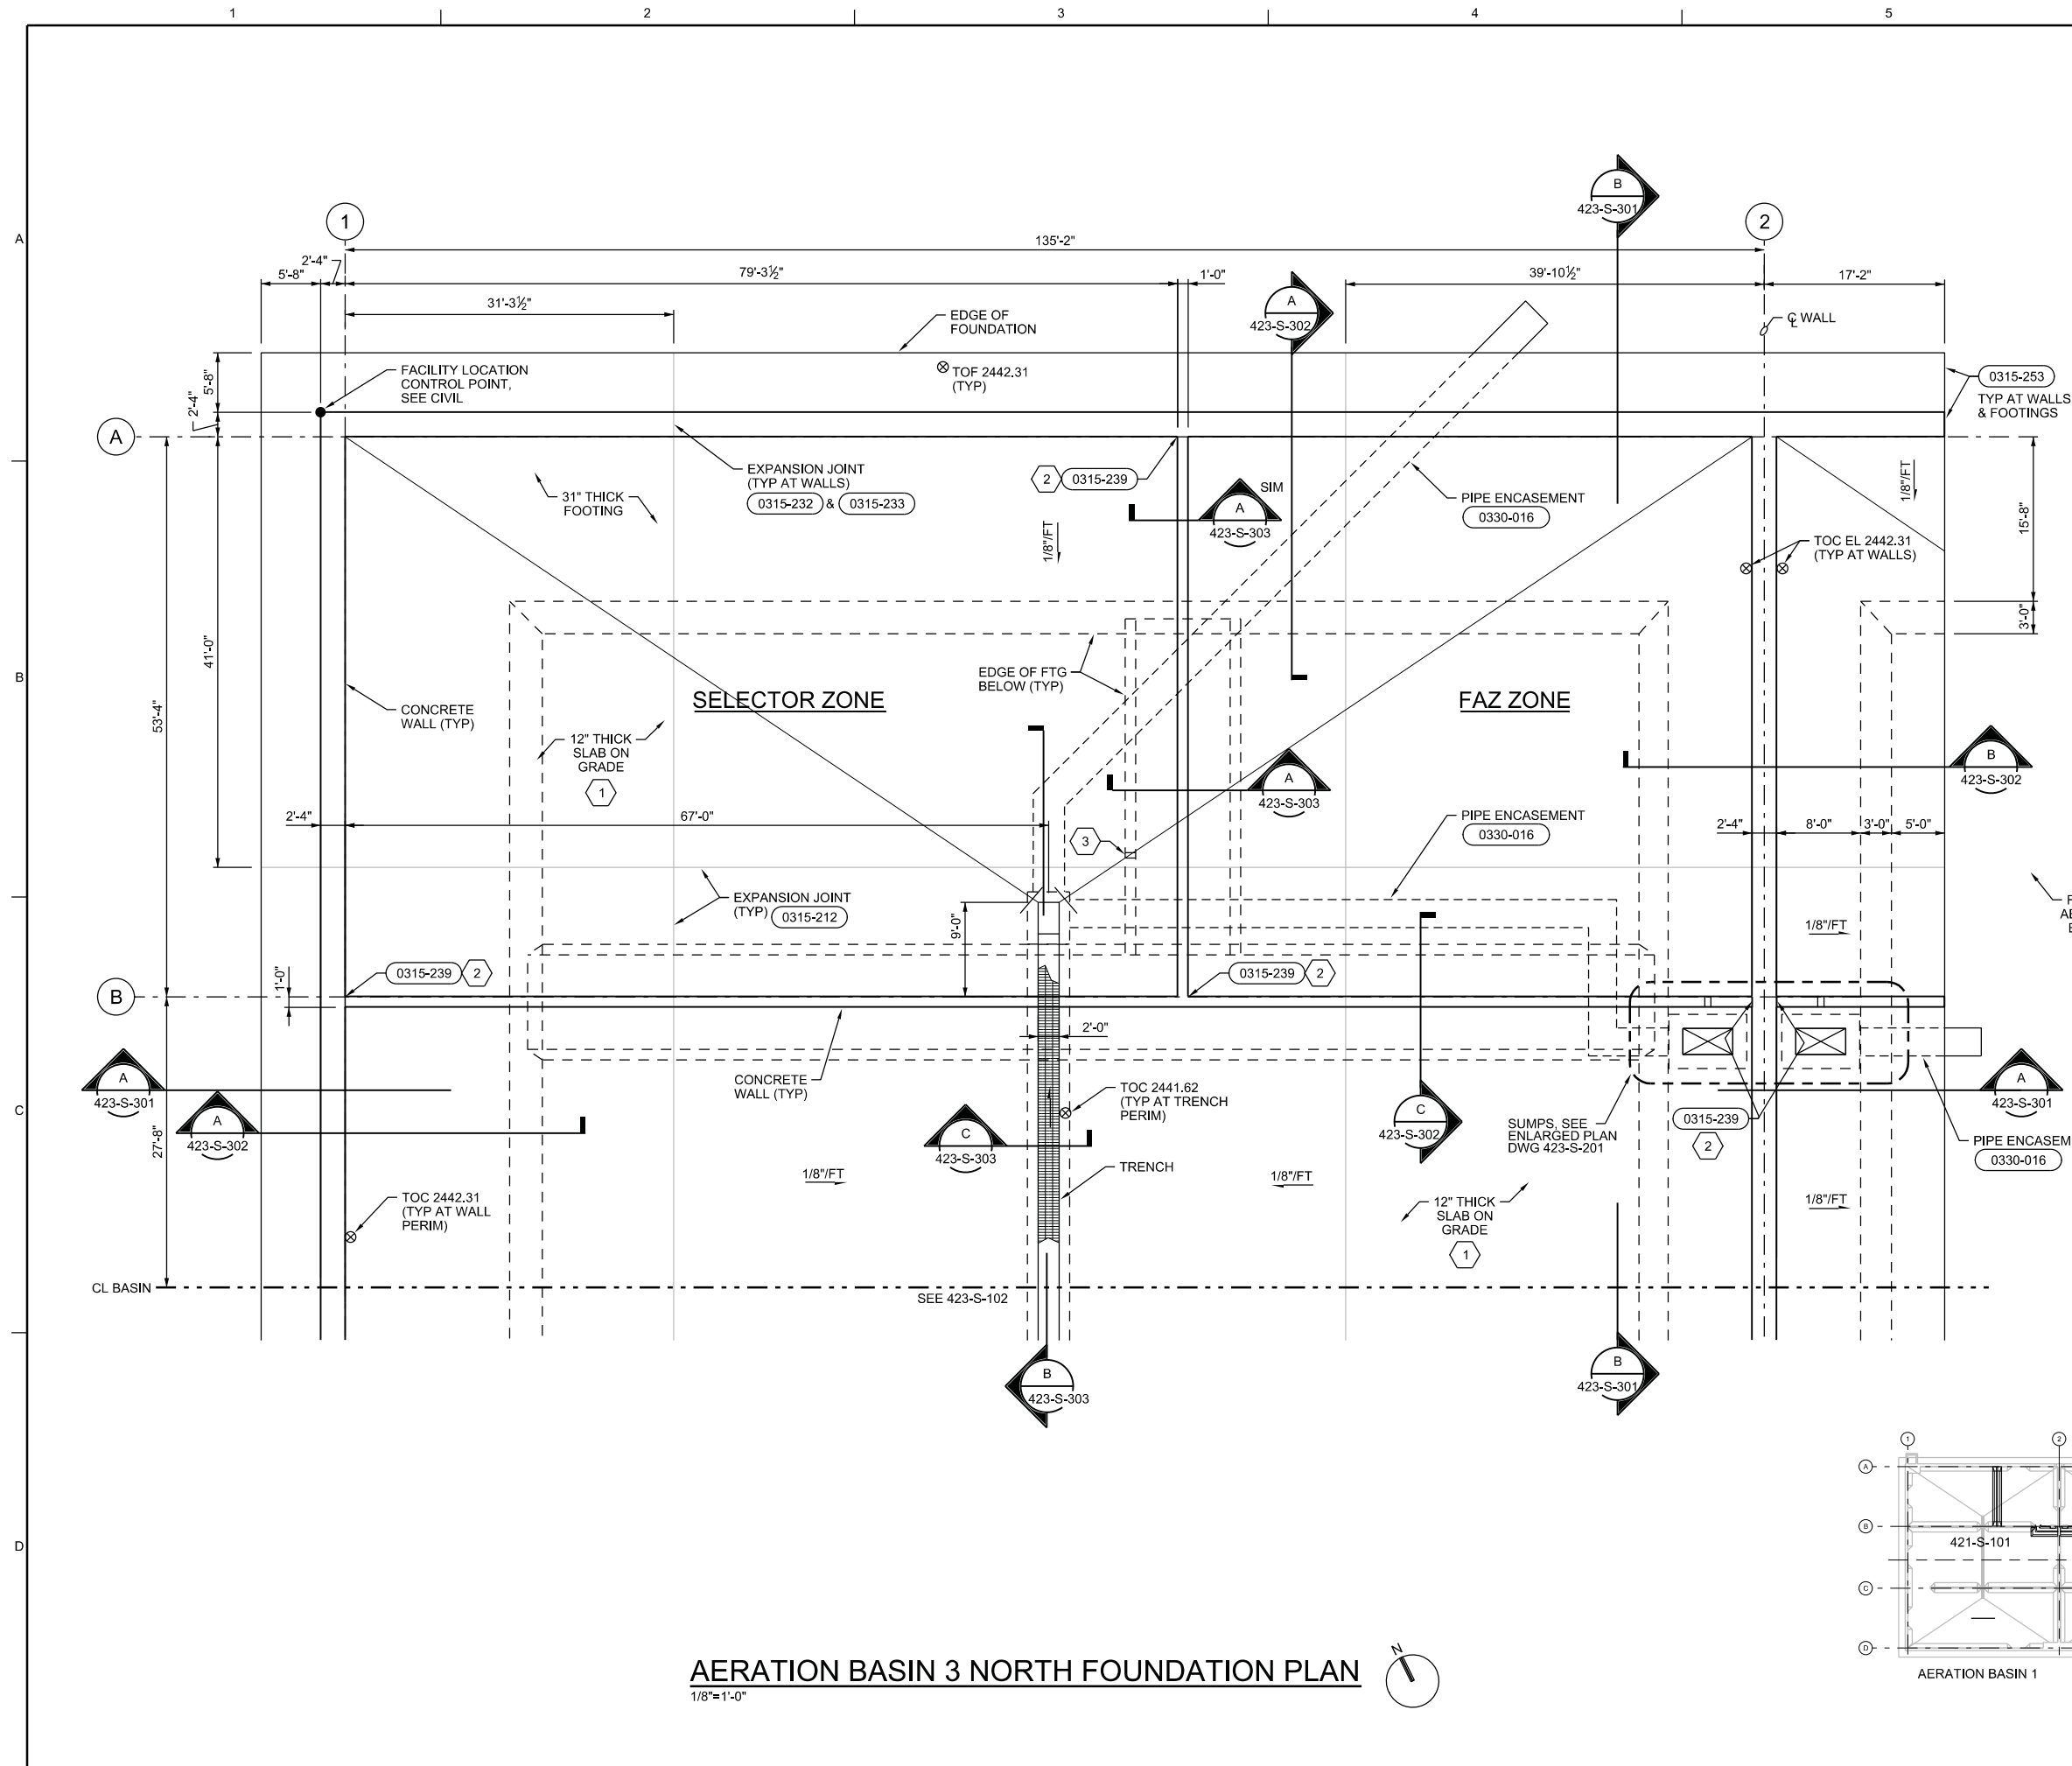 1
2
3
4
5
A
B
C
D
1
2
B
423-S-301
135'-2"
5'-8"
2'-4"
79'-3½"
1'-0"
39'-10½"
17'-2"
31'-3½"
A
423-S-302
EDGE OF
FOUNDATION
℄ WALL
5'-8"
2'-4"
FACILITY LOCATION
CONTROL POINT,
SEE CIVIL
TOF 2442.31
(TYP)
0315-253
TYP AT WALLS
& FOOTINGS
A
EXPANSION JOINT
(TYP AT WALLS)
0315-232 & 0315-233
2 0315-239
31" THICK
FOOTING
SIM
A
423-S-303
PIPE ENCASEMENT
0330-016
1/8"/FT
1/8"/FT
15'-8"
TOC EL 2442.31
(TYP AT WALLS)
3'-0"
41'-0"
53'-4"
EDGE OF FTG
BELOW (TYP)
SELECTOR ZONE
FAZ ZONE
CONCRETE
WALL (TYP)
12" THICK
SLAB ON
GRADE
1
A
423-S-303
B
423-S-302
2'-4"
67'-0"
3
PIPE ENCASEMENT
0330-016
2'-4"
8'-0"
3'-0"
5'-0"
EXPANSION JOINT
(TYP) 0315-212
9'-0"
1/8"/FT
0315-239 2
0315-239 2
1'-0"
B
2'-0"
CONCRETE
WALL (TYP)
TOC 2441.62
(TYP AT TRENCH
PERIM)
A
423-S-301
A
423-S-302
C
423-S-303
C
423-S-302
SUMPS, SEE
ENLARGED PLAN
DWG 423-S-201
0315-239
2
A
423-S-301
PIPE ENCASEM
0330-016
27'-8"
1/8"/FT
TRENCH
1/8"/FT
1/8"/FT
TOC 2442.31
(TYP AT WALL
PERIM)
12" THICK
SLAB ON
GRADE
1
CL BASIN
SEE 423-S-102
B
423-S-303
B
423-S-301
1
2
A
B
421-S-101
C
D
AERATION BASIN 1
AERATION BASIN 3 NORTH FOUNDATION PLAN
1/8"=1'-0"
N